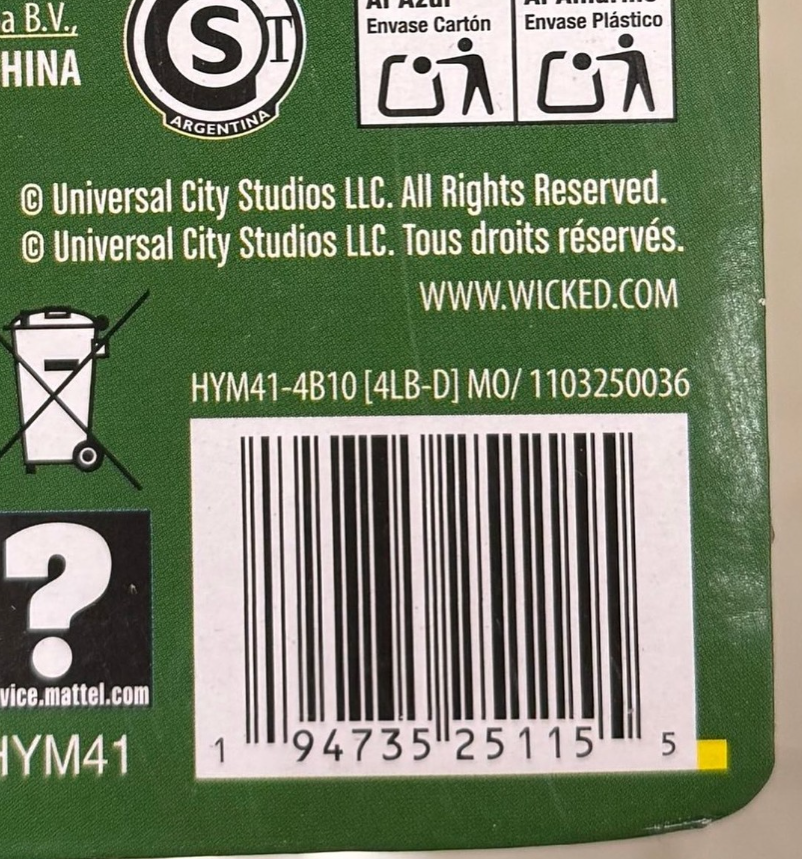 a B.V.,
HINA
S T
ARGENTINA
Envase Cartón
Envase Plástico
© Universal City Studios LLC. All Rights Reserved.
© Universal City Studios LLC. Tous droits réservés.
WWW.WICKED.COM
HYM41-4B10 [4LB-D] MO/ 1103250036
?
vice.mattel.com
HYM41
1 94735 25115 5